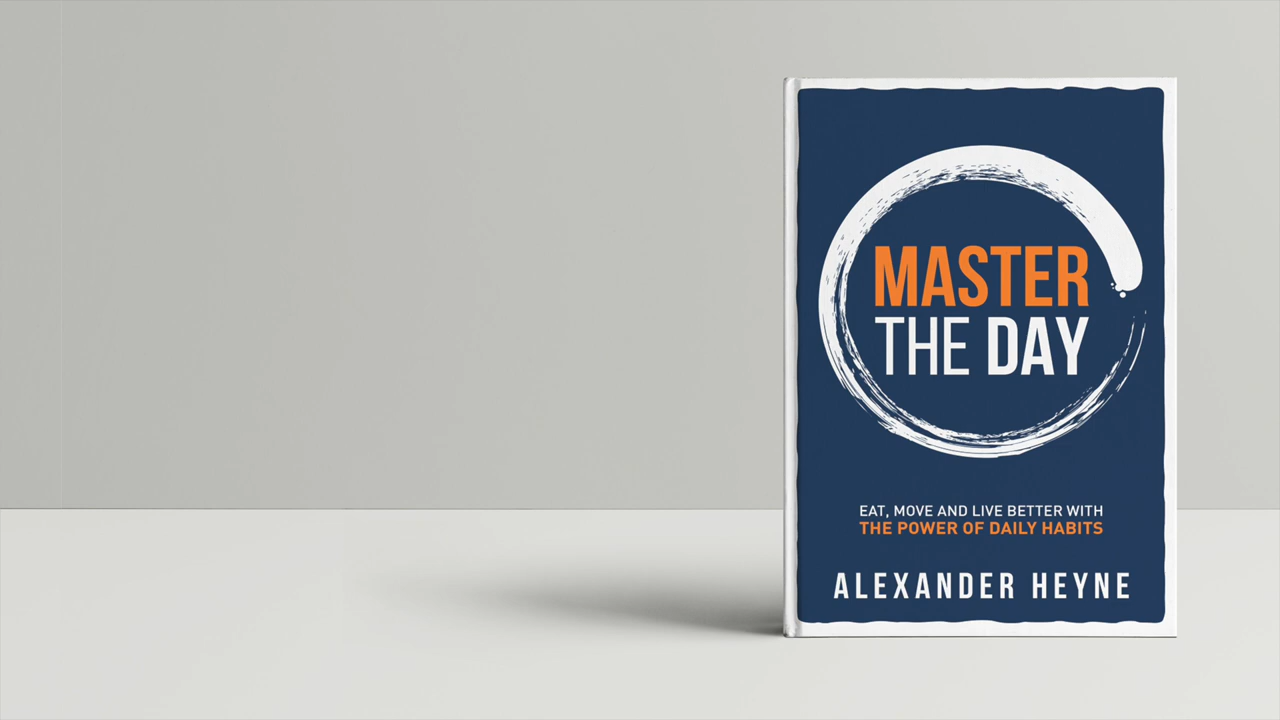 MASTER
THE DAY
EAT, MOVE AND LIVE BETTER WITH
THE POWER OF DAILY HABITS
ALEXANDER HEYNE